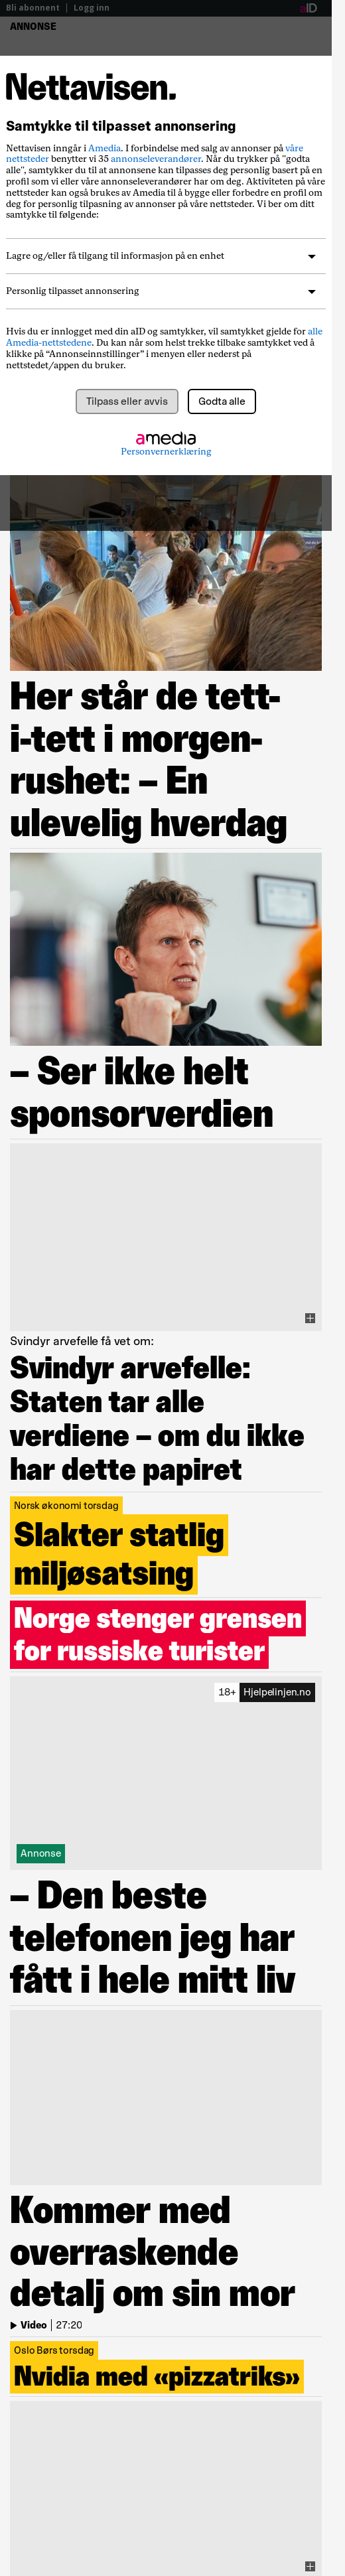 Bli abonnent | Logg inn
aID
ANNONSE
Nettavisen.
Samtykke til tilpasset annonsering
Nettavisen inngår i Amedia. I forbindelse med salg av annonser på våre
nettsteder benytter vi 35 annonseleverandører. Når du trykker på "godta
alle", samtykker du til at annonsene kan tilpasses deg personlig basert på en
profil som vi eller våre annonseleverandører har om deg. Aktiviteten på våre
nettsteder kan også brukes av Amedia til å bygge eller forbedre en profil om
deg for personlig tilpasning av annonser på våre nettsteder. Vi ber om ditt
samtykke til følgende:
Lagre og/eller få tilgang til informasjon på en enhet
Personlig tilpasset annonsering
Hvis du er innlogget med din aID og samtykker, vil samtykket gjelde for alle
Amedia-nettstedene. Du kan når som helst trekke tilbake samtykket ved å
klikke på “Annonseinnstillinger” i menyen eller nederst på
nettstedet/appen du bruker.
Tilpass eller avvis
Godta alle
amedia
Personvernerklæring
Her står de tett-
i-tett i morgen-
rushet: – En
ulevelig hverdag
– Ser ikke helt
sponsorverdien
Svindyr arvefelle få vet om:
Svindyr arvefelle:
Staten tar alle
verdiene – om du ikke
har dette papiret
Norsk økonomi torsdag
Slakter statlig
miljøsatsing
Norge stenger grensen
for russiske turister
18+ Hjelpelinjen.no
Annonse
– Den beste
telefonen jeg har
fått i hele mitt liv
Kommer med
overraskende
detalj om sin mor
Video | 27:20
Oslo Børs torsdag
Nvidia med «pizzatriks»